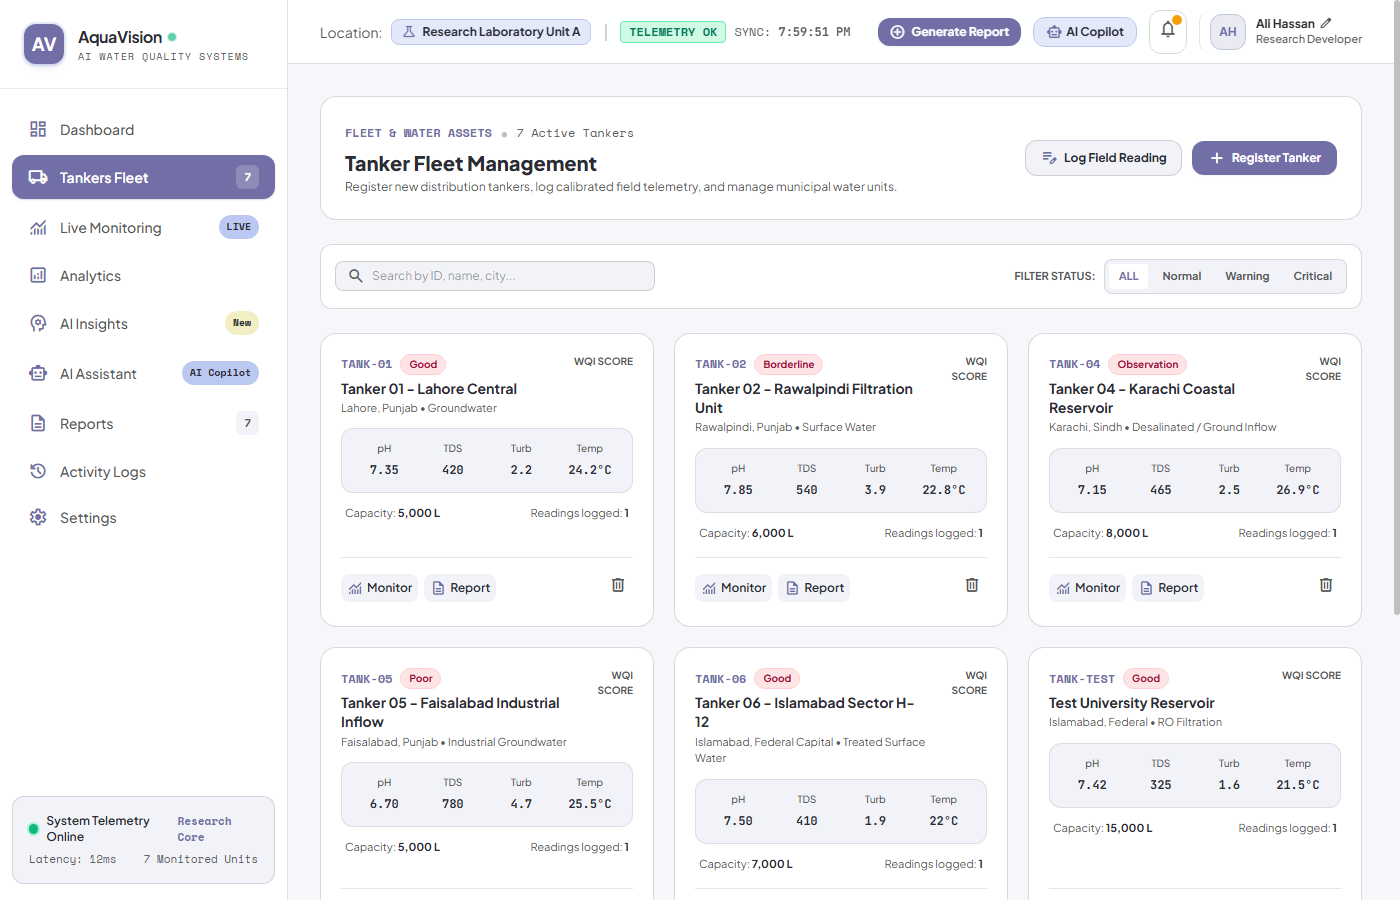 AV
AquaVision
AI WATER QUALITY SYSTEMS
Dashboard
Tankers Fleet 7
Live Monitoring LIVE
Analytics
AI Insights New
AI Assistant AI Copilot
Reports 7
Activity Logs
Settings
System Telemetry Online
Research Core
Latency: 12ms 7 Monitored Units
Location: Research Laboratory Unit A TELEMETRY OK SYNC: 7:59:51 PM Generate Report AI Copilot AH
Ali Hassan
Research Developer
FLEET & WATER ASSETS • 7 Active Tankers
Tanker Fleet Management
Register new distribution tankers, log calibrated field telemetry, and manage municipal water units.
Log Field Reading Register Tanker
Search by ID, name, city...
FILTER STATUS: ALL Normal Warning Critical
TANK-01 Good WQI SCORE
Tanker 01 - Lahore Central
Lahore, Punjab • Groundwater
pH TDS Turb Temp
7.35 420 2.2 24.2°C
Capacity: 5,000 L Readings logged: 1
Monitor Report
TANK-02 Borderline WQI
SCORE
Tanker 02 - Rawalpindi Filtration
Unit
Rawalpindi, Punjab • Surface Water
pH TDS Turb Temp
7.85 540 3.9 22.8°C
Capacity: 6,000 L Readings logged: 1
Monitor Report
TANK-04 Observation WQI
SCORE
Tanker 04 - Karachi Coastal
Reservoir
Karachi, Sindh • Desalinated / Ground Inflow
pH TDS Turb Temp
7.15 465 2.5 26.9°C
Capacity: 8,000 L Readings logged: 1
Monitor Report
TANK-05 Poor WQI
SCORE
Tanker 05 - Faisalabad Industrial
Inflow
Faisalabad, Punjab • Industrial Groundwater
pH TDS Turb Temp
6.70 780 4.7 25.5°C
Capacity: 5,000 L Readings logged: 1
TANK-06 Good WQI
SCORE
Tanker 06 - Islamabad Sector H-
12
Islamabad, Federal Capital • Treated Surface
Water
pH TDS Turb Temp
7.50 410 1.9 22°C
Capacity: 7,000 L Readings logged: 1
TANK-TEST Good WQI SCORE
Test University Reservoir
Islamabad, Federal • RO Filtration
pH TDS Turb Temp
7.42 325 1.6 21.5°C
Capacity: 15,000 L Readings logged: 1